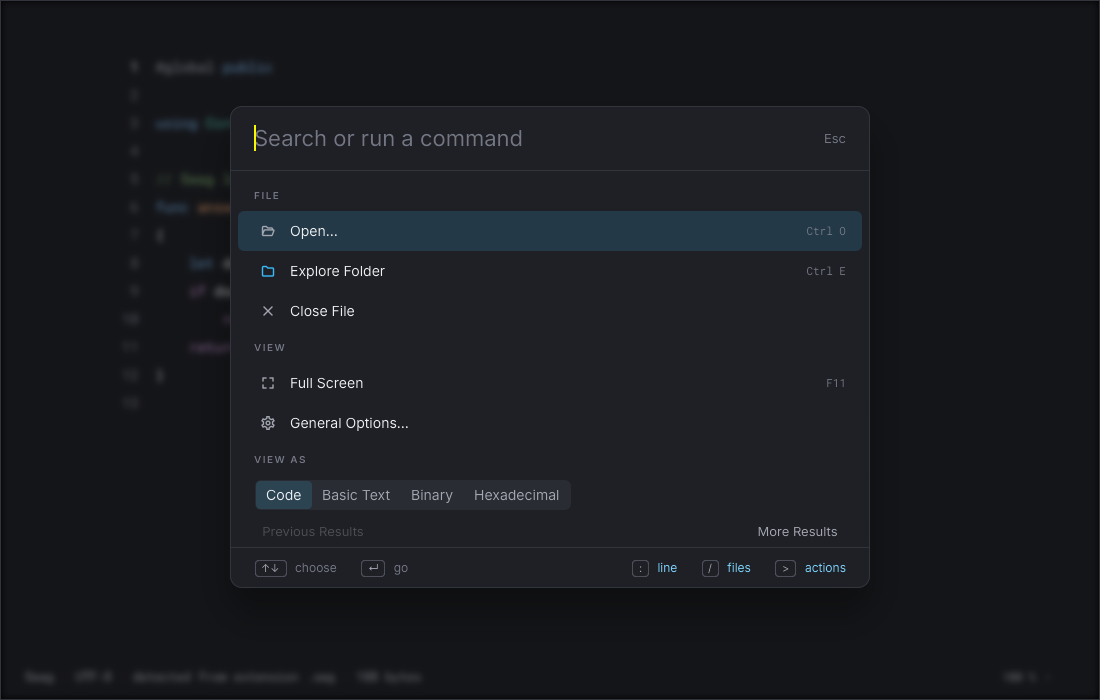 Search or run a command Esc
FILE
Open... Ctrl O
Explore Folder Ctrl E
Close File
VIEW
Full Screen F11
General Options...
VIEW AS
Code Basic Text Binary Hexadecimal
Previous Results More Results
↑↓ choose ↵ go : line / files > actions